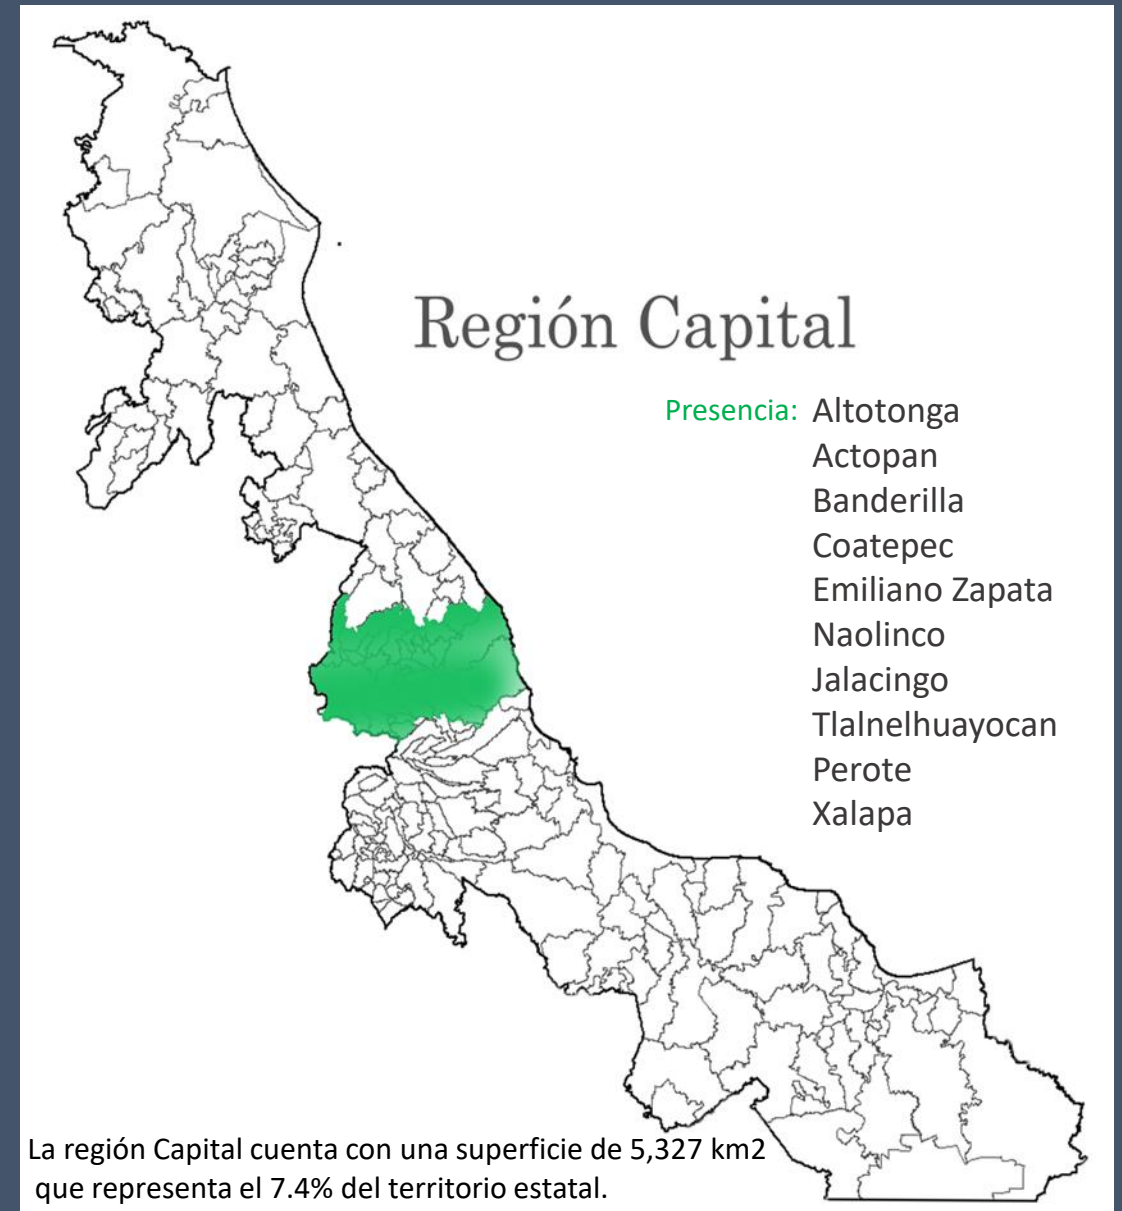 Región Capital
Presencia: Altotonga
Actopan
Banderilla
Coatepec
Emiliano Zapata
Naolinco
Jalacingo
Tlalnelhuayocan
Perote
Xalapa
La región Capital cuenta con una superficie de 5,327 km2
que representa el 7.4% del territorio estatal.